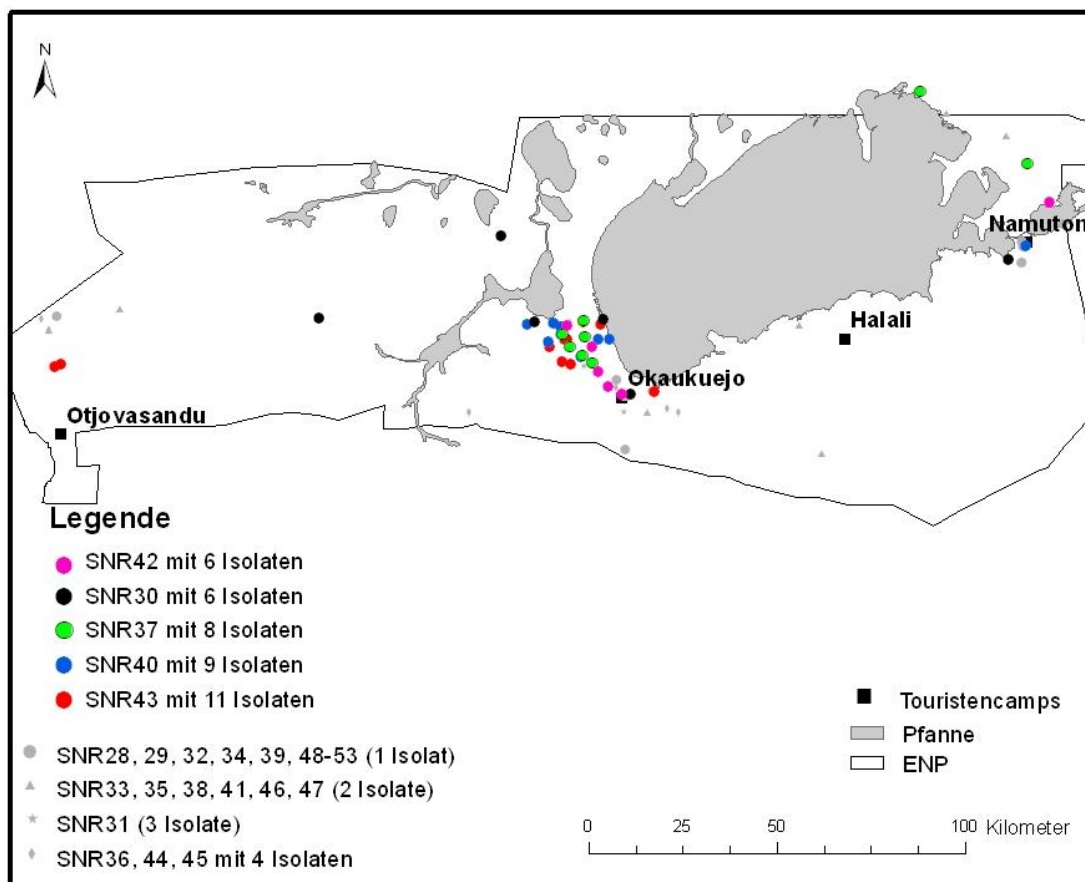 N
Namuton
Halali
Okaukuejo
Otjovasandu
Legende
SNR42 mit 6 Isolaten
SNR30 mit 6 Isolaten
SNR37 mit 8 Isolaten
SNR40 mit 9 Isolaten
SNR43 mit 11 Isolaten
SNR28, 29, 32, 34, 39, 48-53 (1 Isolat)
SNR33, 35, 38, 41, 46, 47 (2 Isolate)
SNR31 (3 Isolate)
SNR36, 44, 45 mit 4 Isolaten
Touristencamps
Pfanne
ENP
0 25 50 100 Kilometer